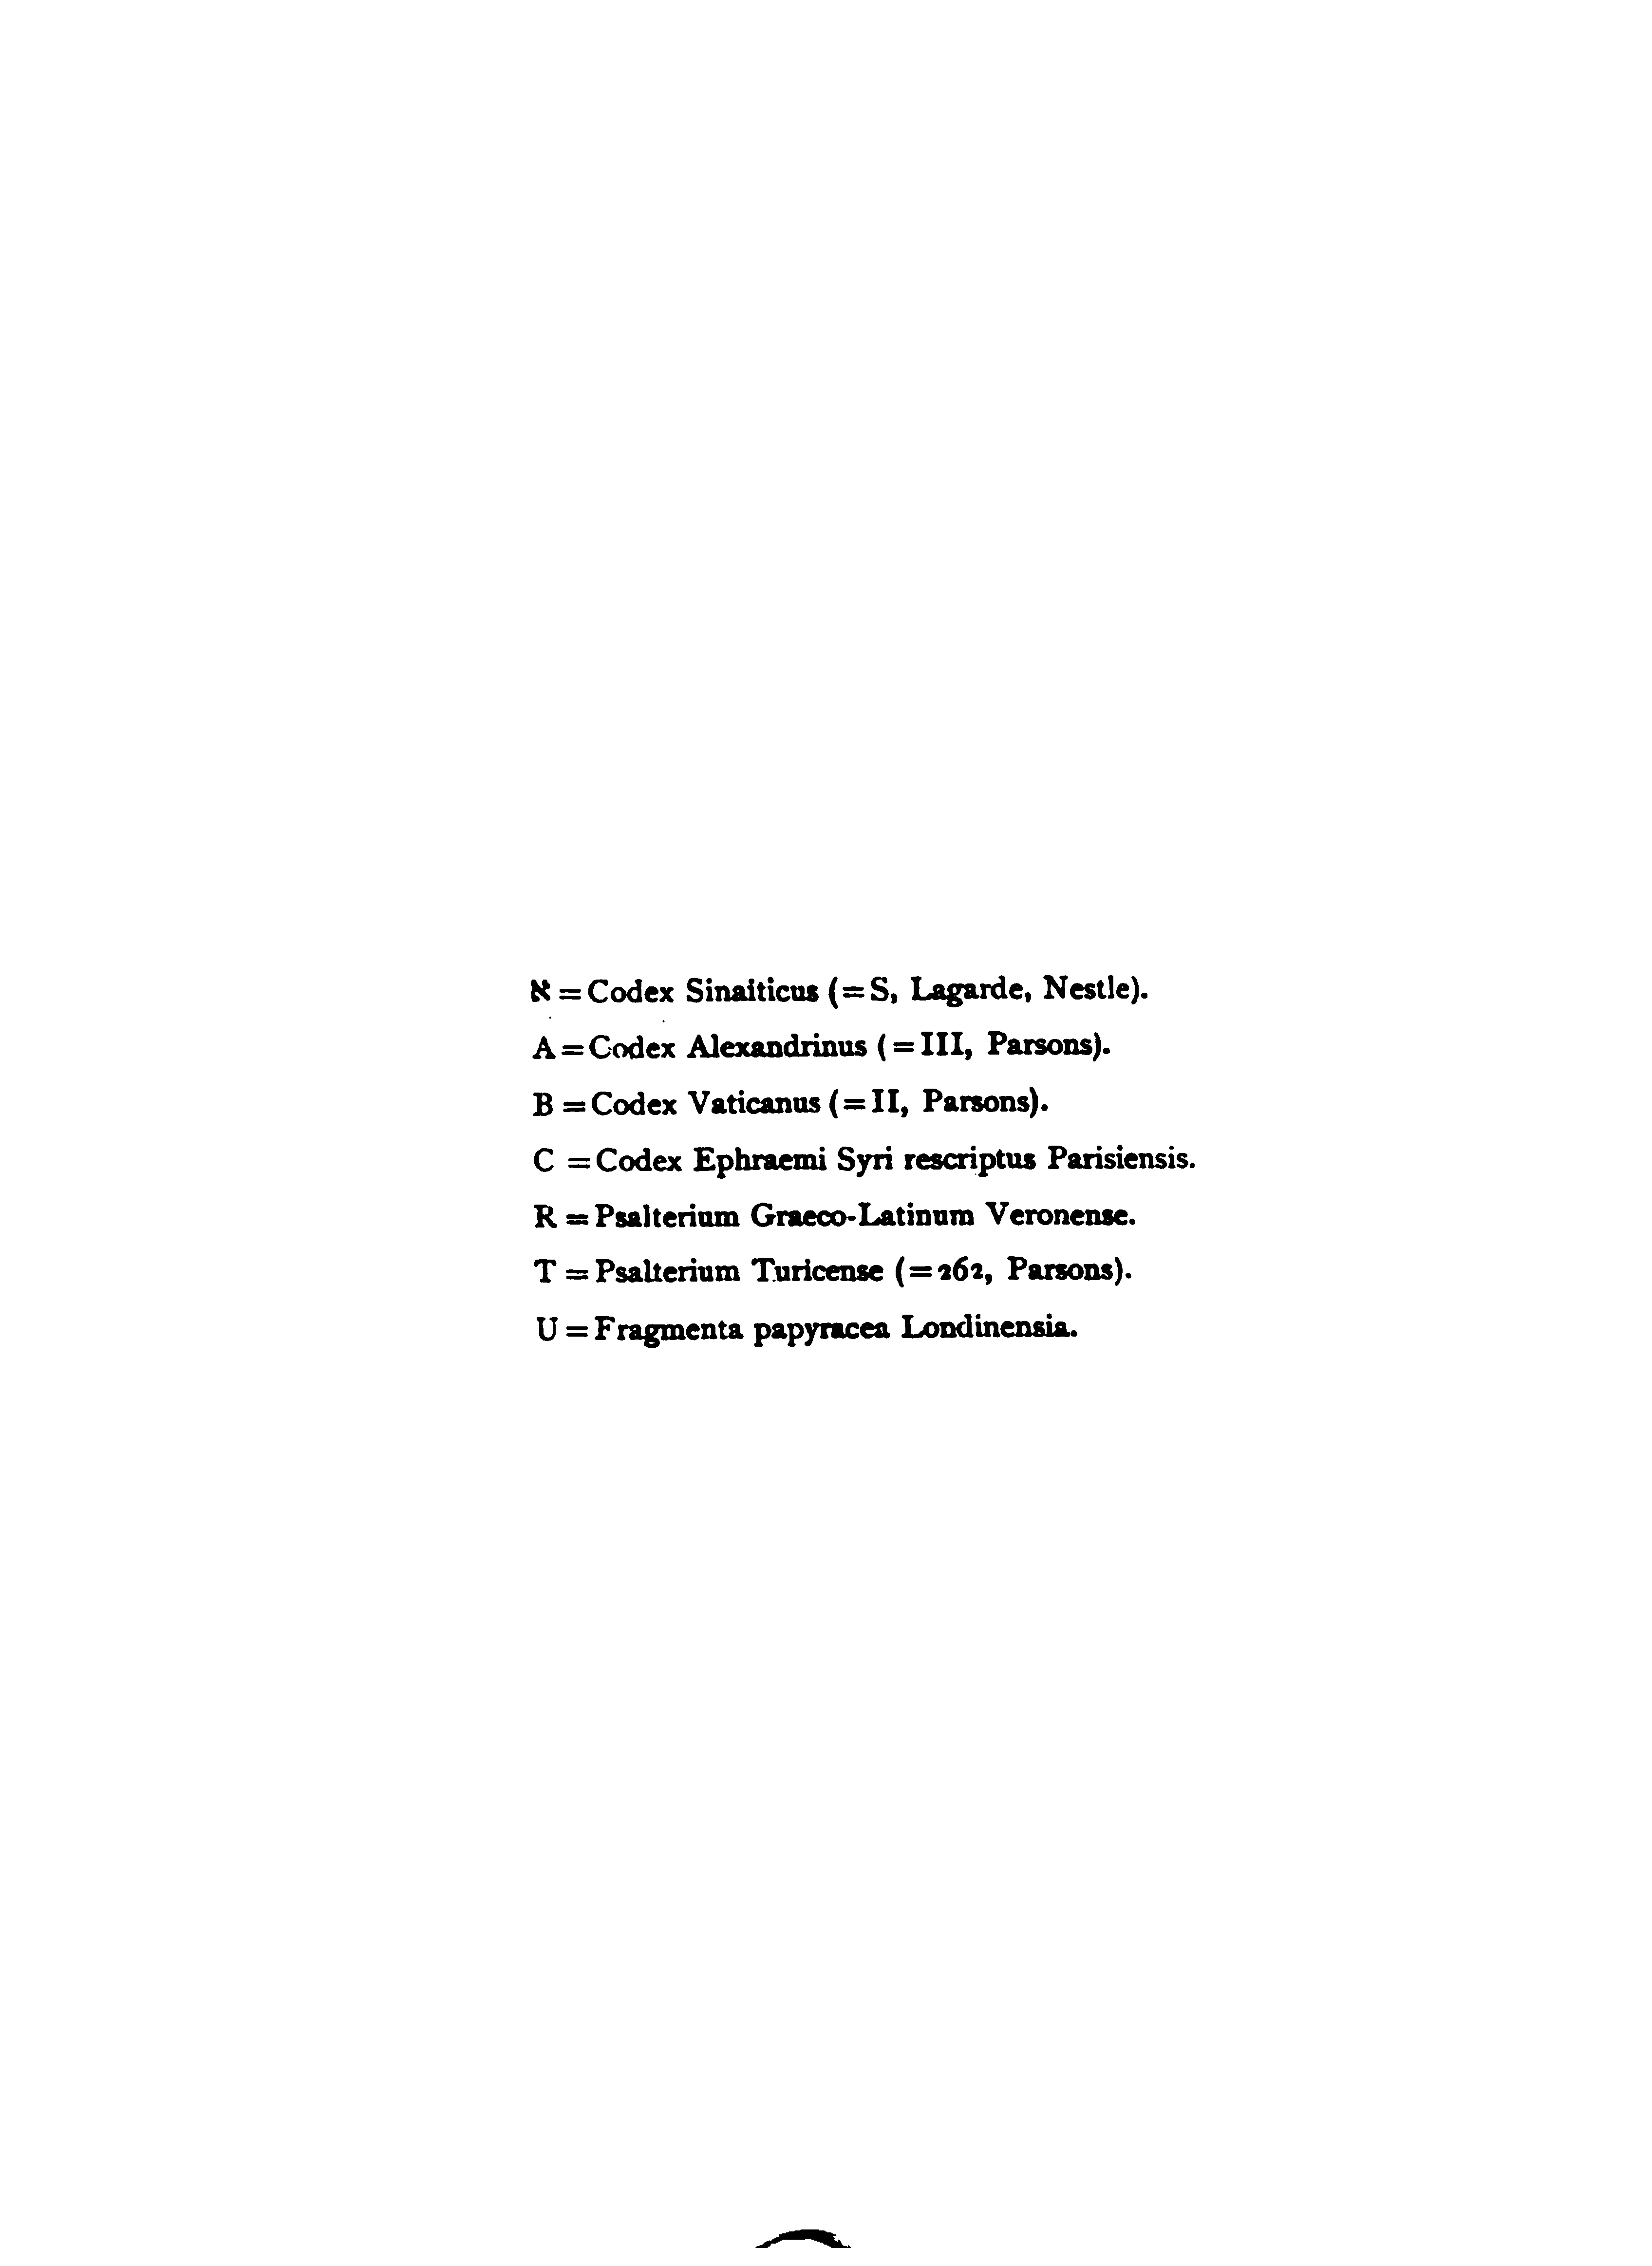 א = Codex Sinaiticus (= S, Lagarde, Nestle).
A = Codex Alexandrinus (= III, Parsons).
B = Codex Vaticanus (= II, Parsons).
C = Codex Ephraemi Syri rescriptus Parisiensis.
R = Psalterium Graeco-Latinum Veronense.
T = Psalterium Turicense (= 262, Parsons).
U = Fragmenta papyracea Londinensia.